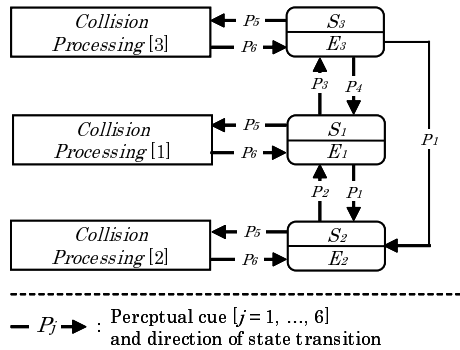 Collision
Processing [3]
P5
P6
S3
E3
P3
P4
P1
Collision
Processing [1]
P5
P6
S1
E1
P2
P1
Collision
Processing [2]
P5
P6
S2
E2
Pj : Percptual cue [j = 1, ..., 6]
and direction of state transition